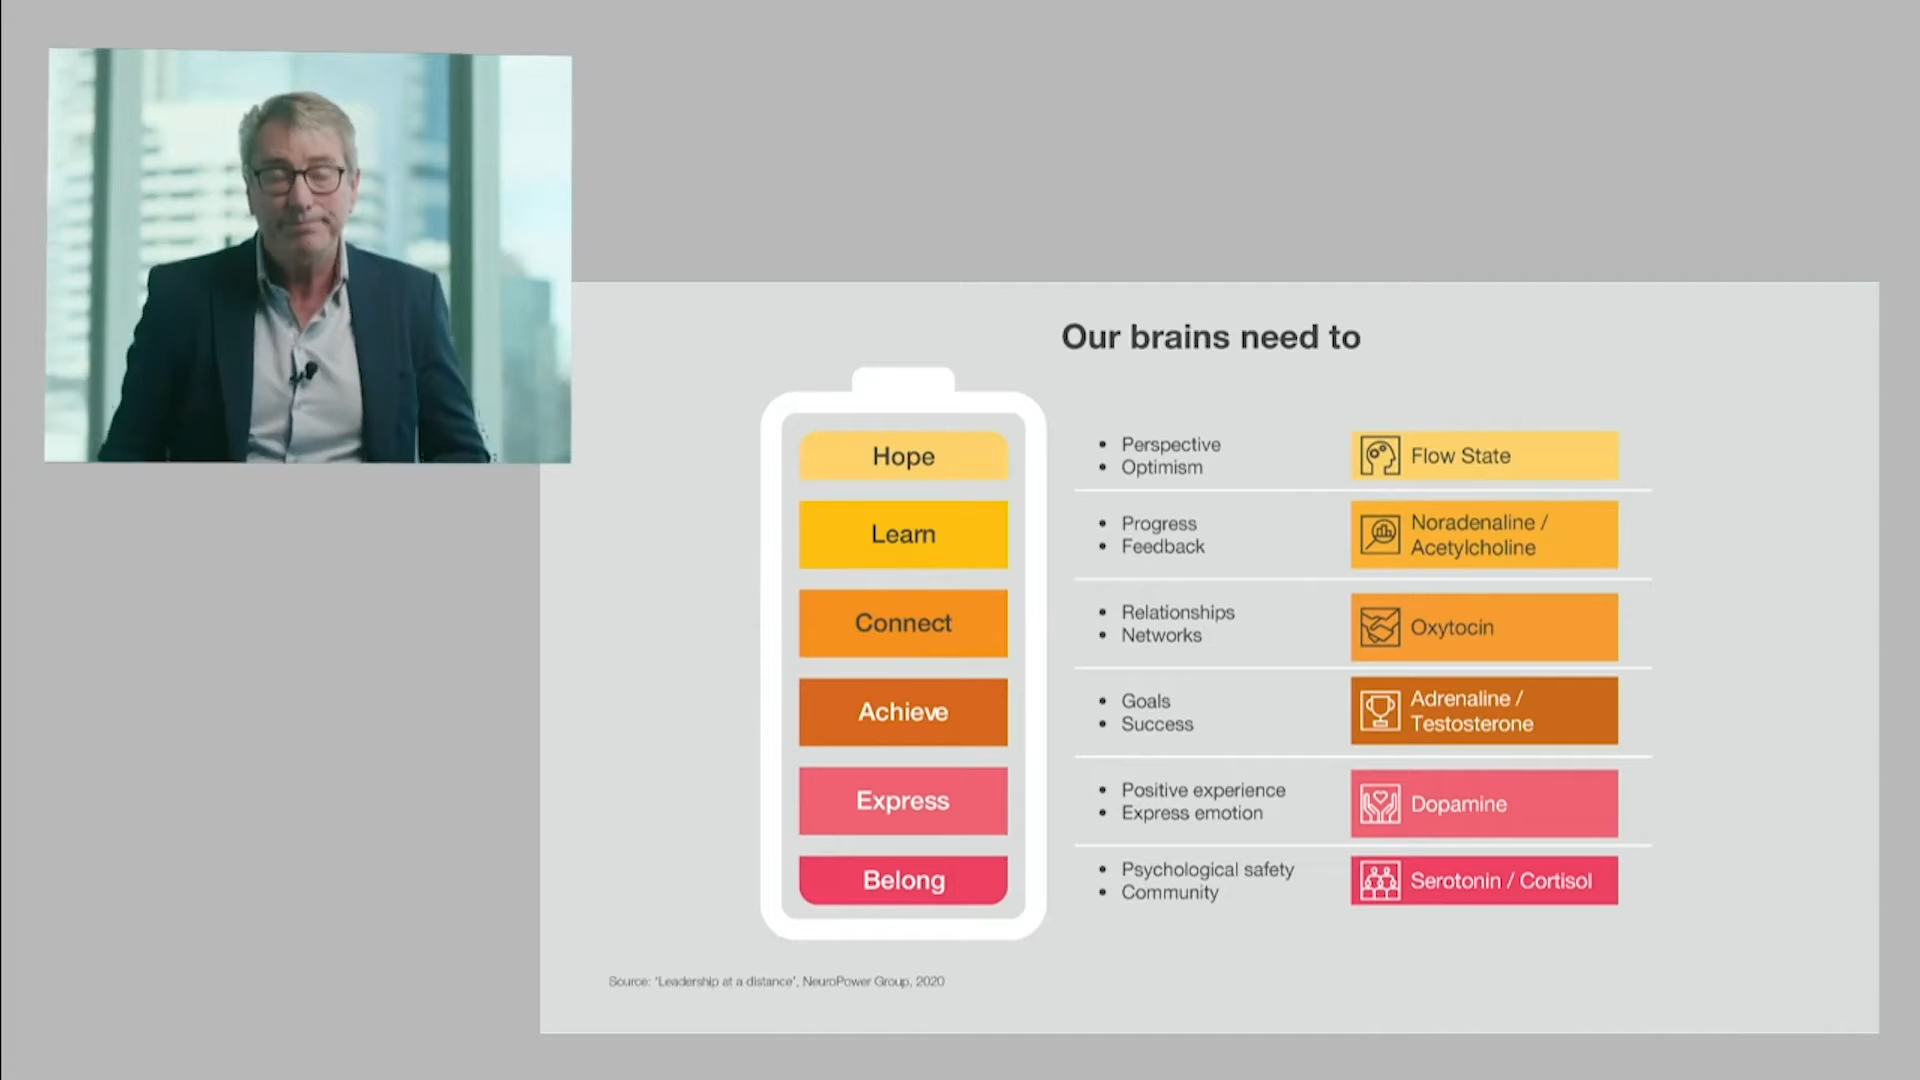 Our brains need to
Hope
• Perspective
• Optimism
Flow State
Learn
• Progress
• Feedback
Noradenaline /
Acetylcholine
Connect
• Relationships
• Networks
Oxytocin
Achieve
• Goals
• Success
Adrenaline /
Testosterone
Express
• Positive experience
• Express emotion
Dopamine
Belong
• Psychological safety
• Community
Serotonin / Cortisol
Source: 'Leadership at a distance', NeuroPower Group, 2020